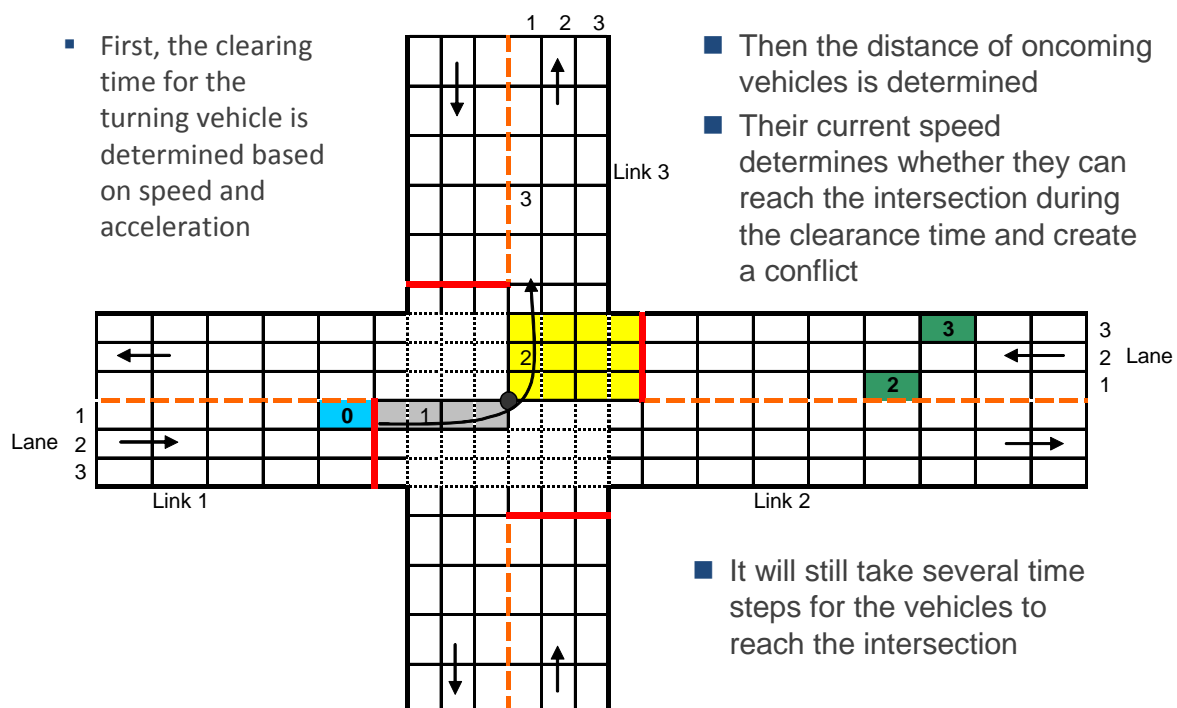 First, the clearing
time for the
turning vehicle is
determined based
on speed and
acceleration
1 2 3
Then the distance of oncoming
vehicles is determined
Their current speed
determines whether they can
reach the intersection during
the clearance time and create
a conflict
Link 3
3
3
3
2
2 Lane
2
1
1
0
1
Lane 2
3
Link 1
Link 2
It will still take several time
steps for the vehicles to
reach the intersection